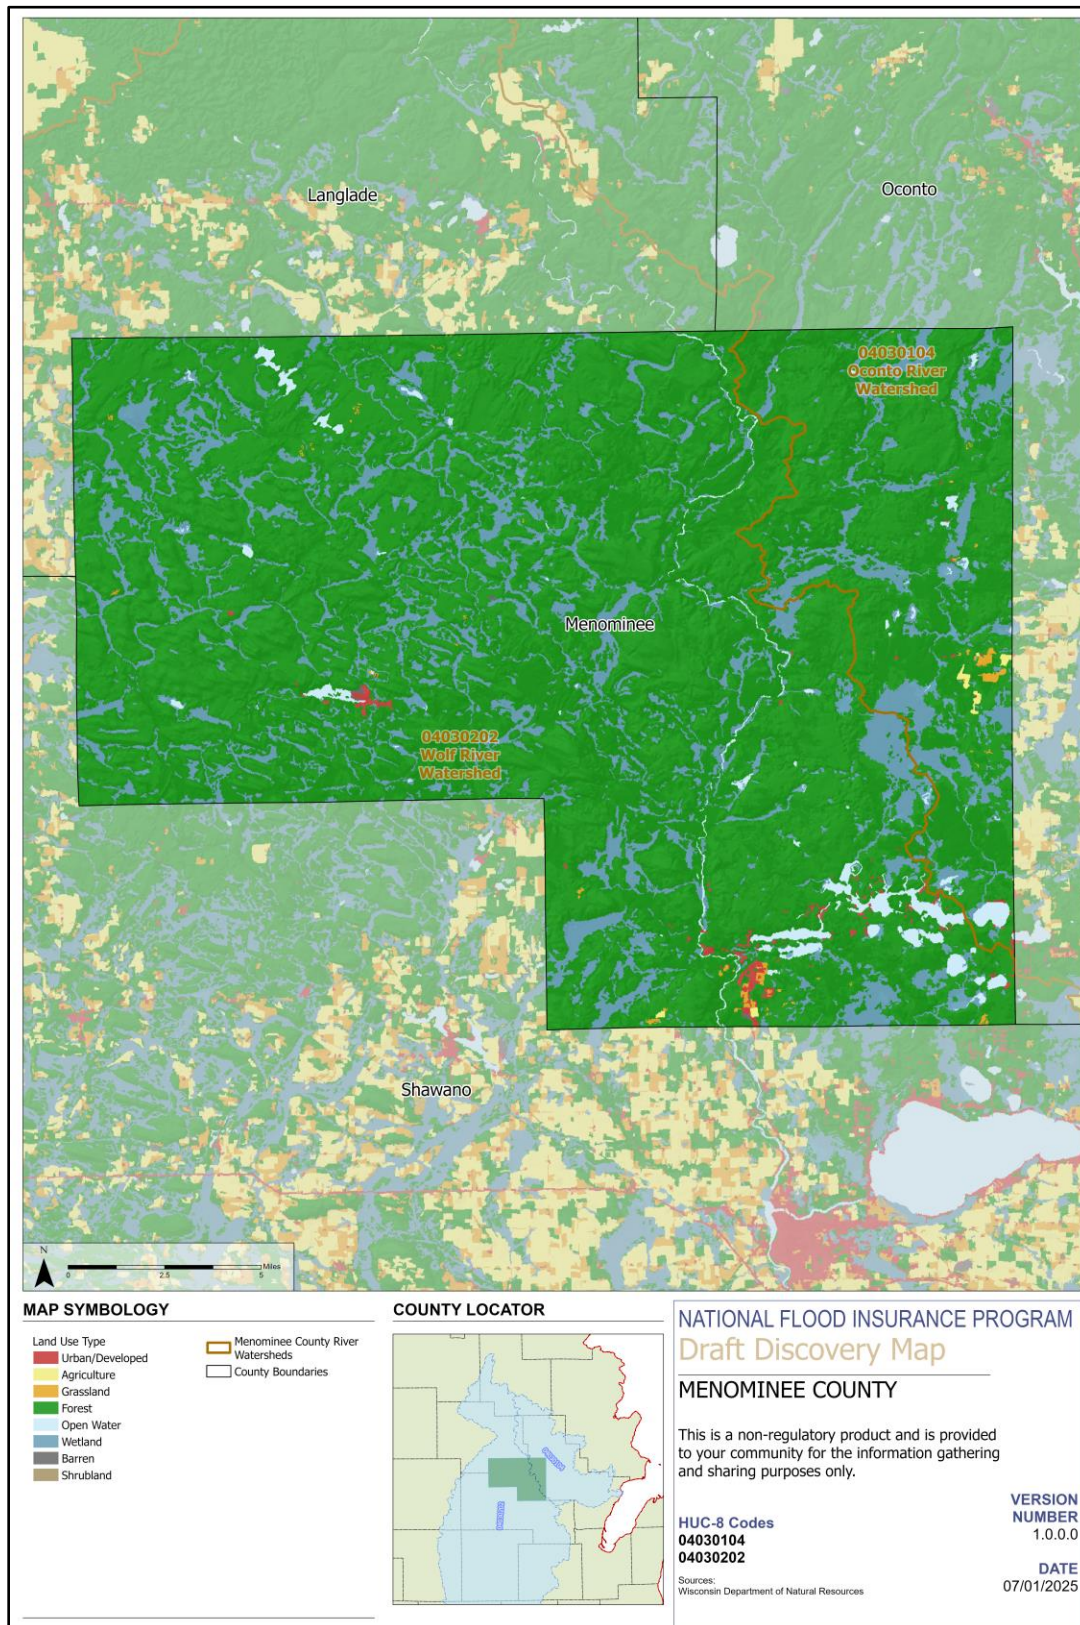 Langlade
Oconto
04030104
Oconto River
Watershed
Menominee
04030202
Wolf River
Watershed
Shawano
N
0 2.5 5 Miles
MAP SYMBOLOGY
Land Use Type
Urban/Developed
Agriculture
Grassland
Forest
Open Water
Wetland
Barren
Shrubland
Menominee County River
Watersheds
County Boundaries
COUNTY LOCATOR
04030202
NATIONAL FLOOD INSURANCE PROGRAM
Draft Discovery Map
MENOMINEE COUNTY
This is a non-regulatory product and is provided
to your community for the information gathering
and sharing purposes only.
HUC-8 Codes
04030104
04030202
Sources:
Wisconsin Department of Natural Resources
VERSION
NUMBER
1.0.0.0
DATE
07/01/2025